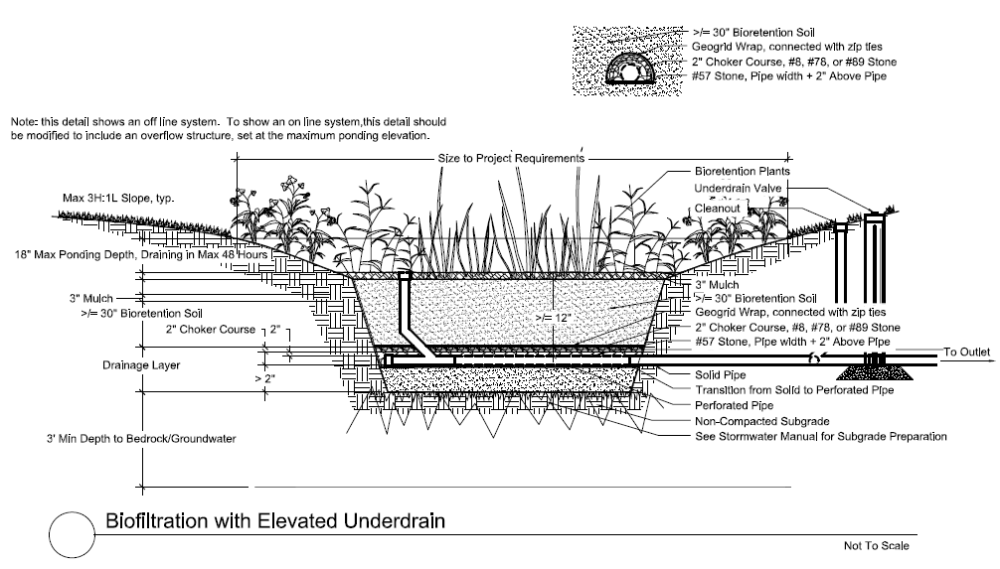 >/= 30" Bioretention Soil
Geogrid Wrap, connected with zip ties
2" Choker Course, #8, #78, or #89 Stone
#57 Stone, Pipe width + 2" Above Pipe
Note: this detail shows an off line system. To show an on line system,this detail should
be modified to include an overflow structure, set at the maximum ponding elevation.
Size to Project Requirements
Bioretention Plants
Underdrain Valve
Cleanout
Max 3H:1L Slope, typ.
18" Max Ponding Depth, Draining in Max 48 Hours
3" Mulch
>/= 30" Bioretention Soil
2" Choker Course
2"
Drainage Layer
> 2"
3' Min Depth to Bedrock/Groundwater
>/= 12"
3" Mulch
>/= 30" Bioretention Soil
Geogrid Wrap, connected with zip ties
2" Choker Course, #8, #78, or #89 Stone
#57 Stone, Pipe width + 2" Above Pipe
To Outlet
Solid Pipe
Transition from Solid to Perforated Pipe
Perforated Pipe
Non-Compacted Subgrade
See Stormwater Manual for Subgrade Preparation
Biofiltration with Elevated Underdrain
Not To Scale